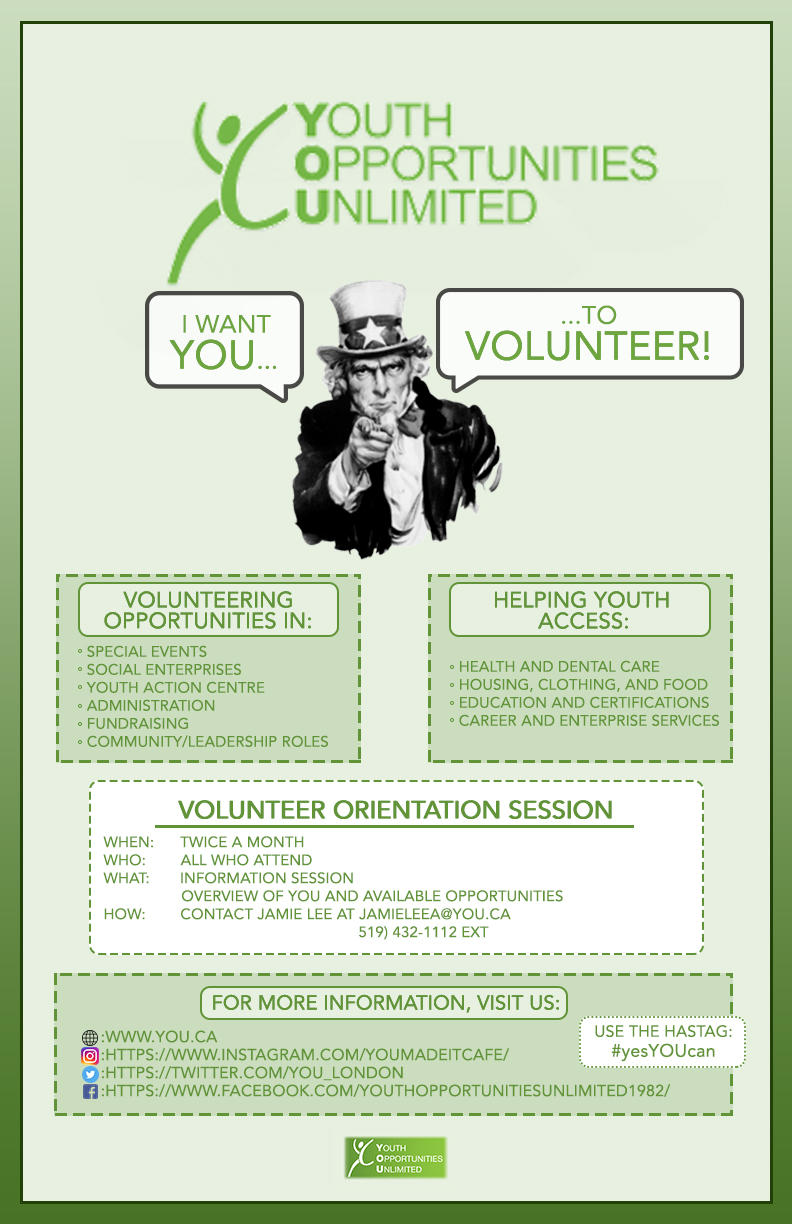 YOUTH
OPPORTUNITIES
UNLIMITED
I WANT
YOU...
...TO
VOLUNTEER!
VOLUNTEERING
OPPORTUNITIES IN:
◦ SPECIAL EVENTS
◦ SOCIAL ENTERPRISES
◦ YOUTH ACTION CENTRE
◦ ADMINISTRATION
◦ FUNDRAISING
◦ COMMUNITY/LEADERSHIP ROLES
HELPING YOUTH
ACCESS:
◦ HEALTH AND DENTAL CARE
◦ HOUSING, CLOTHING, AND FOOD
◦ EDUCATION AND CERTIFICATIONS
◦ CAREER AND ENTERPRISE SERVICES
VOLUNTEER ORIENTATION SESSION
WHEN: TWICE A MONTH
WHO: ALL WHO ATTEND
WHAT: INFORMATION SESSION
OVERVIEW OF YOU AND AVAILABLE OPPORTUNITIES
HOW: CONTACT JAMIE LEE AT JAMIELEEA@YOU.CA
519) 432-1112 EXT
FOR MORE INFORMATION, VISIT US:
:WWW.YOU.CA
:HTTPS://WWW.INSTAGRAM.COM/YOUMADEITCAFE/
:HTTPS://TWITTER.COM/YOU_LONDON
:HTTPS://WWW.FACEBOOK.COM/YOUTHOPPORTUNITIESUNLIMITED1982/
USE THE HASTAG:
#yesYOUcan
YOUTH
OPPORTUNITIES
UNLIMITED